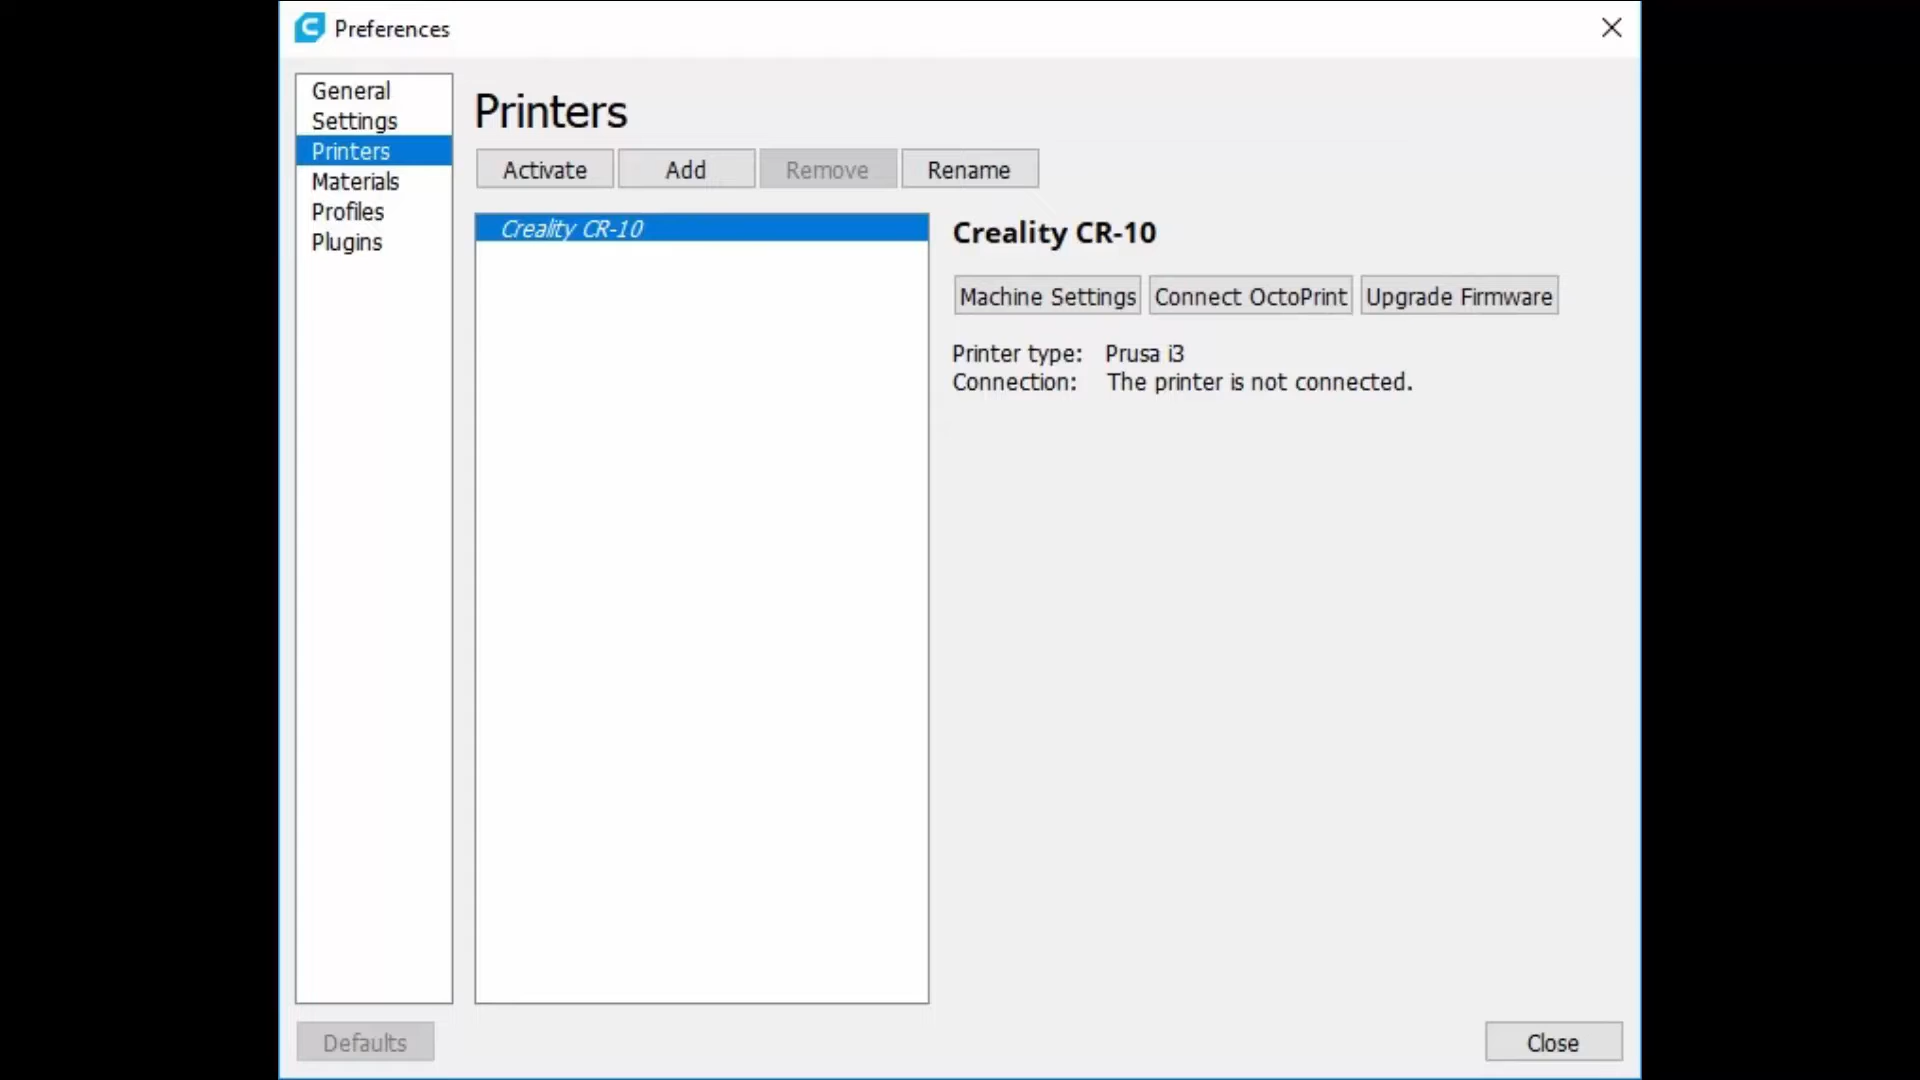 Preferences
General
Settings
Printers
Materials
Profiles
Plugins
Printers
Activate Add Remove Rename
Creality CR-10
Creality CR-10
Machine Settings Connect OctoPrint Upgrade Firmware
Printer type: Prusa i3
Connection: The printer is not connected.
Defaults
Close